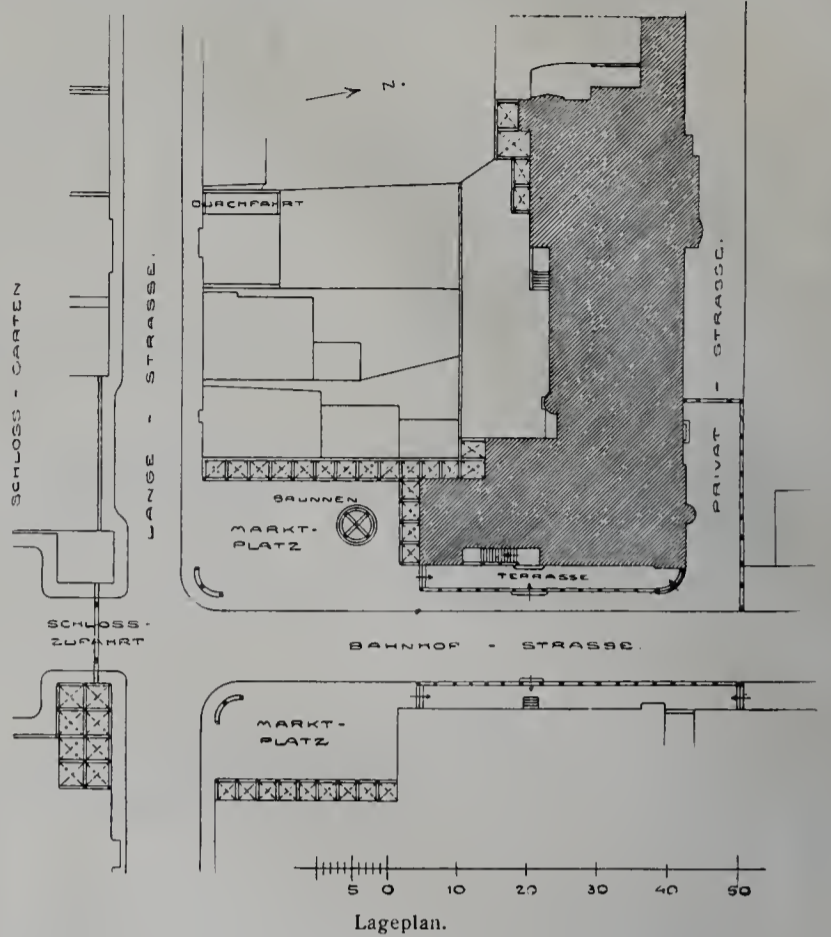 N.
DURCHFAHRT
SCHLOSS - GARTEN
LANGE - STRASSE.
PRIVAT - STRASSE.
BRUNNEN
MARKT-
PLATZ
TERRASSE
SCHLOSS-
ZUFAHRT
BAHNHOF - STRASSE.
MARKT-
PLATZ
5 0 10 20 30 40 50
Lageplan.